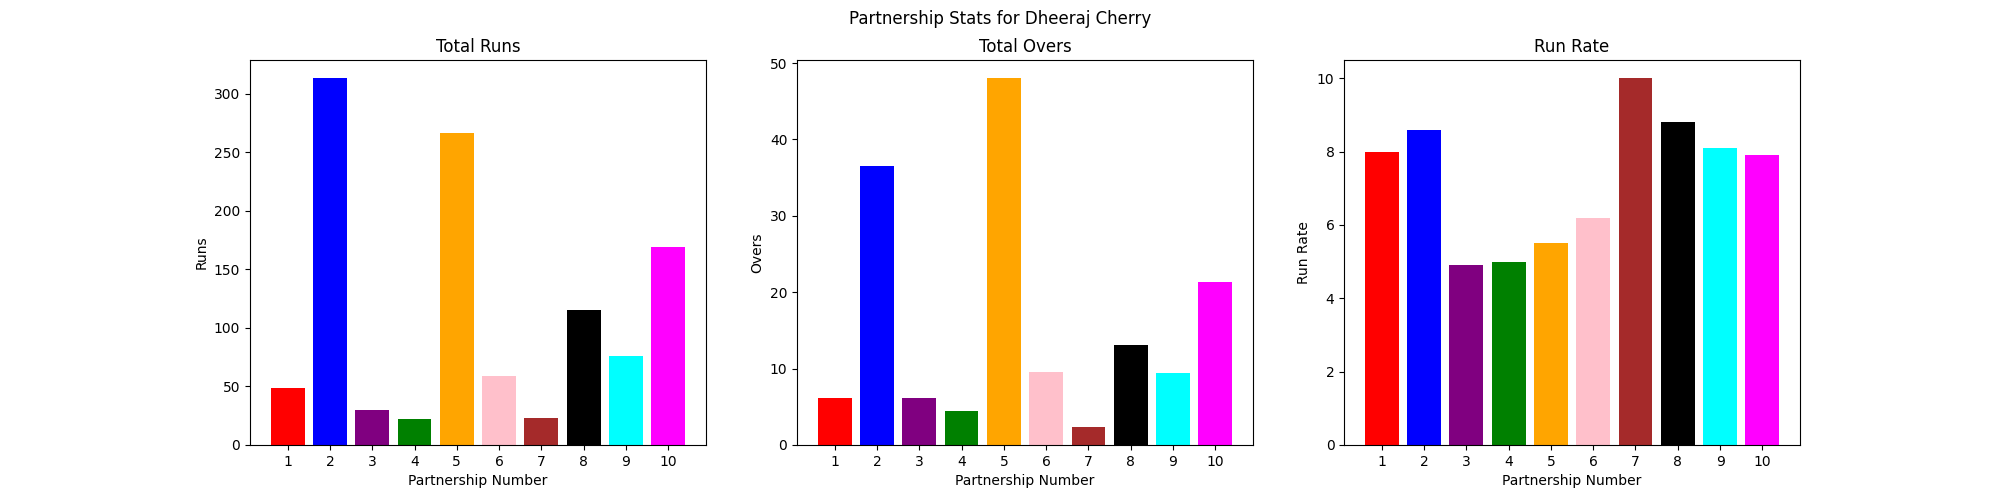 Partnership Stats for Dheeraj Cherry
Total Runs
Runs
300
250
200
150
100
50
0
1 2 3 4 5 6 7 8 9 10
Partnership Number
Total Overs
Overs
50
40
30
20
10
0
1 2 3 4 5 6 7 8 9 10
Partnership Number
Run Rate
Run Rate
10
8
6
4
2
0
1 2 3 4 5 6 7 8 9 10
Partnership Number